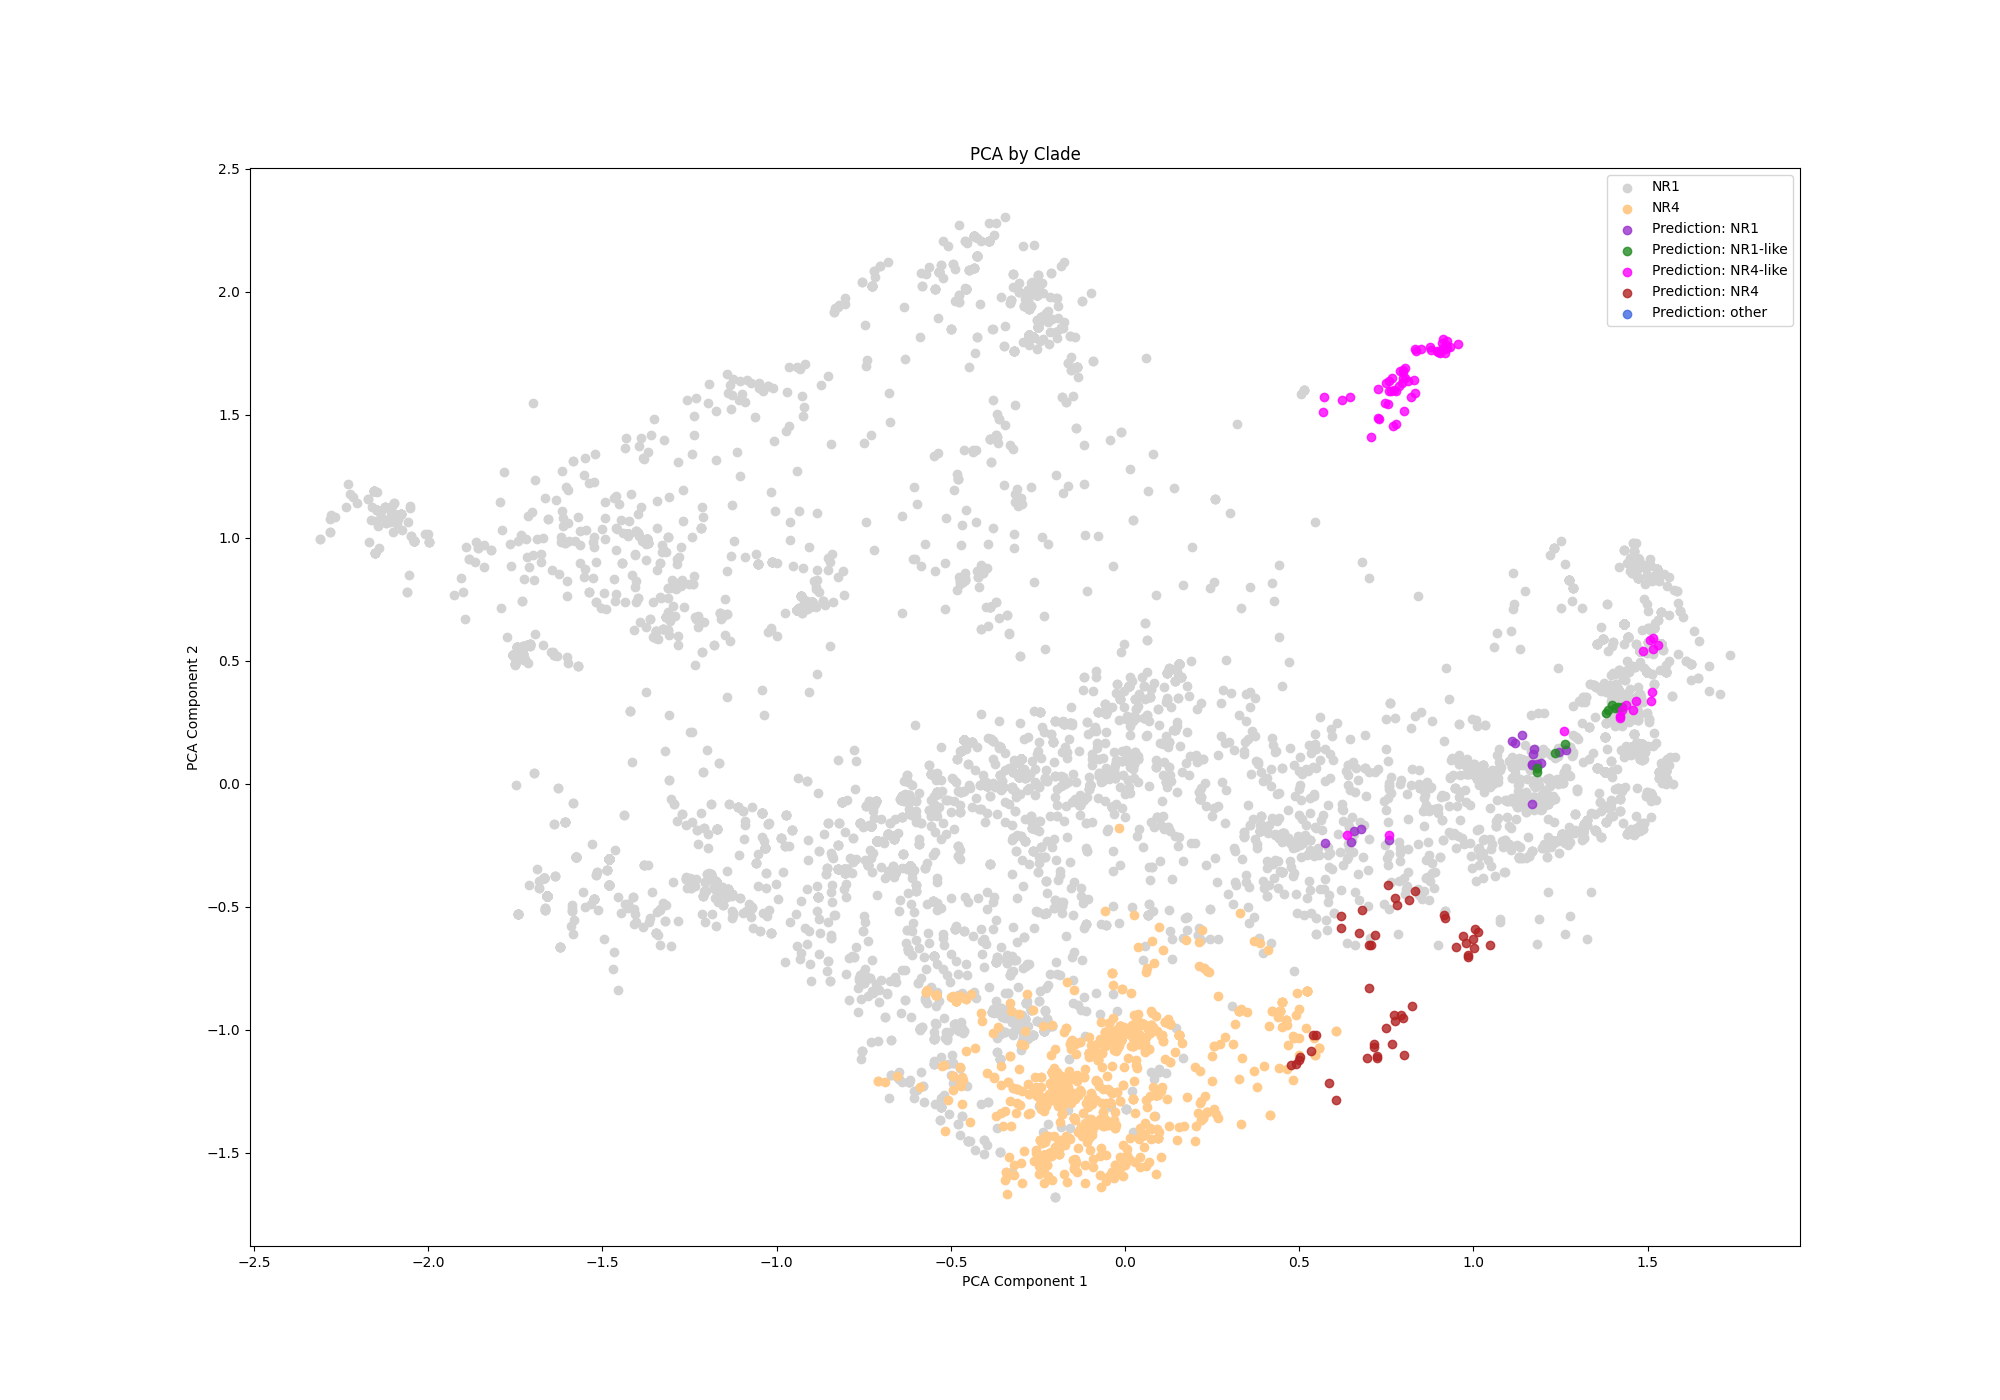 PCA by Clade
NR1
NR4
Prediction: NR1
Prediction: NR1-like
Prediction: NR4-like
Prediction: NR4
Prediction: other
PCA Component 2
2.5
2.0
1.5
1.0
0.5
0.0
−0.5
−1.0
−1.5
−2.5
−2.0
−1.5
−1.0
−0.5
0.0
0.5
1.0
1.5
PCA Component 1